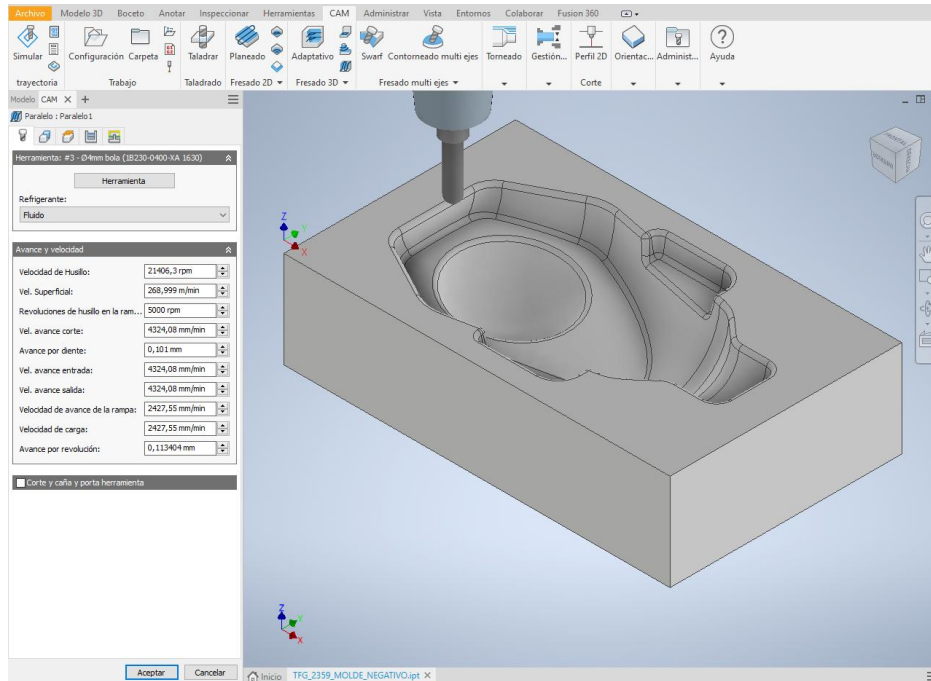 Archivo Modelo 3D Boceto Anotar Inspeccionar Herramientas CAM Administrar Vista Entornos Colaborar Fusion 360
Simular Configuración Carpeta Taladrar Planeado Adaptativo Swarf Contorneado multi ejes Torneado Gestión... Perfil 2D Orientac... Administ... Ayuda
trayectoria Trabajo Taladrado Fresado 2D Fresado 3D Fresado multi ejes Corte
Modelo CAM X +
Paralelo : Paralelo1
Herramienta: #3 - Ø4mm bola (1B230-0400-XA 1630)
Herramienta
Refrigerante:
Fluido
Avance y velocidad
Velocidad de Husillo: 21406,3 rpm
Vel. Superficial: 268,999 m/min
Revoluciones de husillo en la ram... 5000 rpm
Vel. avance corte: 4324,08 mm/min
Avance por diente: 0,101 mm
Vel. avance entrada: 4324,08 mm/min
Vel. avance salida: 4324,08 mm/min
Velocidad de avance de la rampa: 2427,55 mm/min
Velocidad de carga: 2427,55 mm/min
Avance por revolución: 0,113404 mm
Corte y caña y porta herramienta
Z
Y
X
Z
Y
X
Aceptar Cancelar
Inicio TFG_2359_MOLDE_NEGATIVO.ipt X